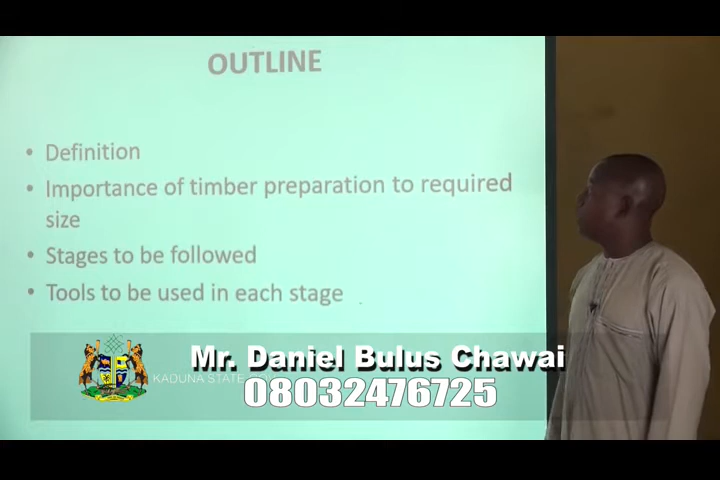 OUTLINE
• Definition
• Importance of timber preparation to required
size
• Stages to be followed
• Tools to be used in each stage
Mr. Daniel Bulus Chawai
KADUNA STATE
08032476725